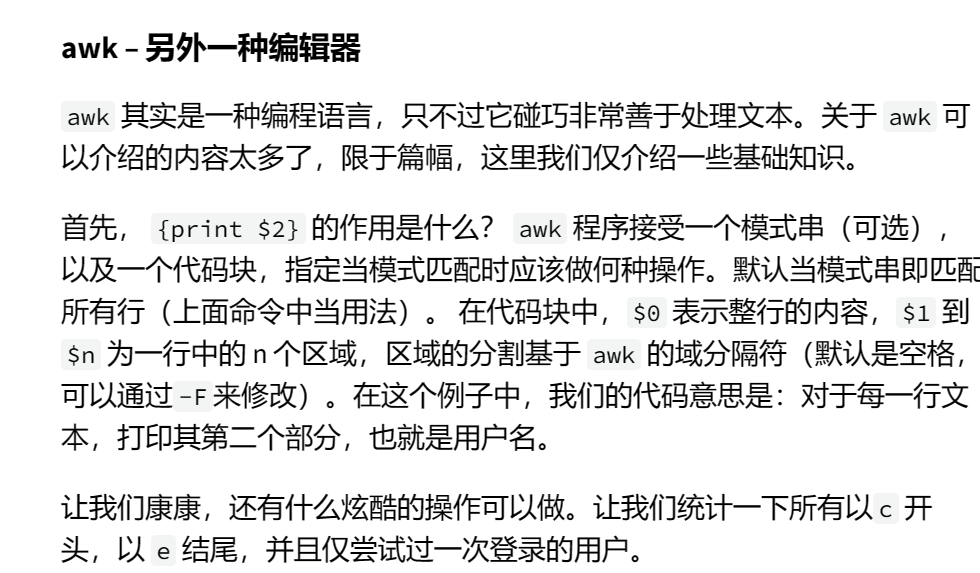 awk – 另外一种编辑器
awk 其实是一种编程语言，只不过它碰巧非常善于处理文本。关于 awk 可
以介绍的内容太多了，限于篇幅，这里我们仅介绍一些基础知识。
首先， {print $2} 的作用是什么？ awk 程序接受一个模式串（可选），
以及一个代码块，指定当模式匹配时应该做何种操作。默认当模式串即匹配
所有行（上面命令中当用法）。 在代码块中， $0 表示整行的内容， $1 到
$n 为一行中的 n 个区域，区域的分割基于 awk 的域分隔符（默认是空格，
可以通过 -F 来修改）。在这个例子中，我们的代码意思是：对于每一行文
本，打印其第二个部分，也就是用户名。
让我们康康，还有什么炫酷的操作可以做。让我们统计一下所有以 c 开
头，以 e 结尾，并且仅尝试过一次登录的用户。